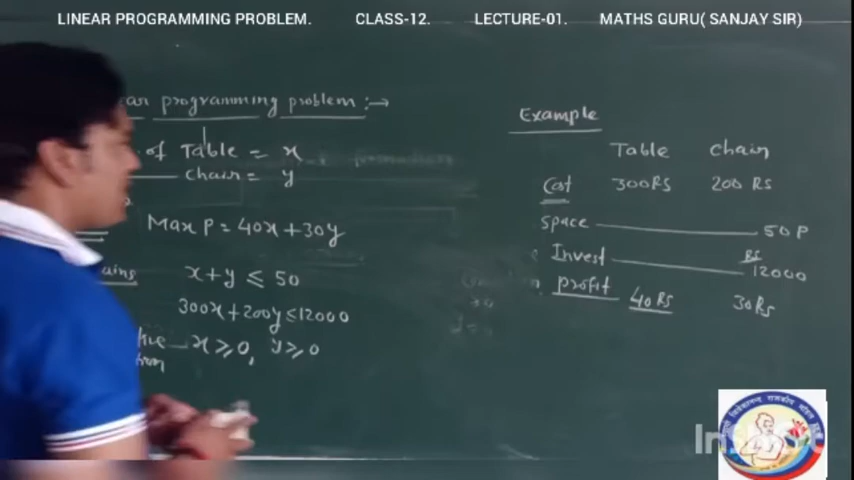 LINEAR PROGRAMMING PROBLEM. CLASS-12. LECTURE-01. MATHS GURU( SANJAY SIR)
ar programming problem :→
of Table = x
chair = y
Max P = 40x + 30y
ains x + y ≤ 50
300x + 200y ≤ 12000
x ≥ 0, y ≥ 0
Example
Table Chair
Cost 300 RS 200 RS
Space 50 P
Invest RS 12000
profit 40 RS 30 Rs